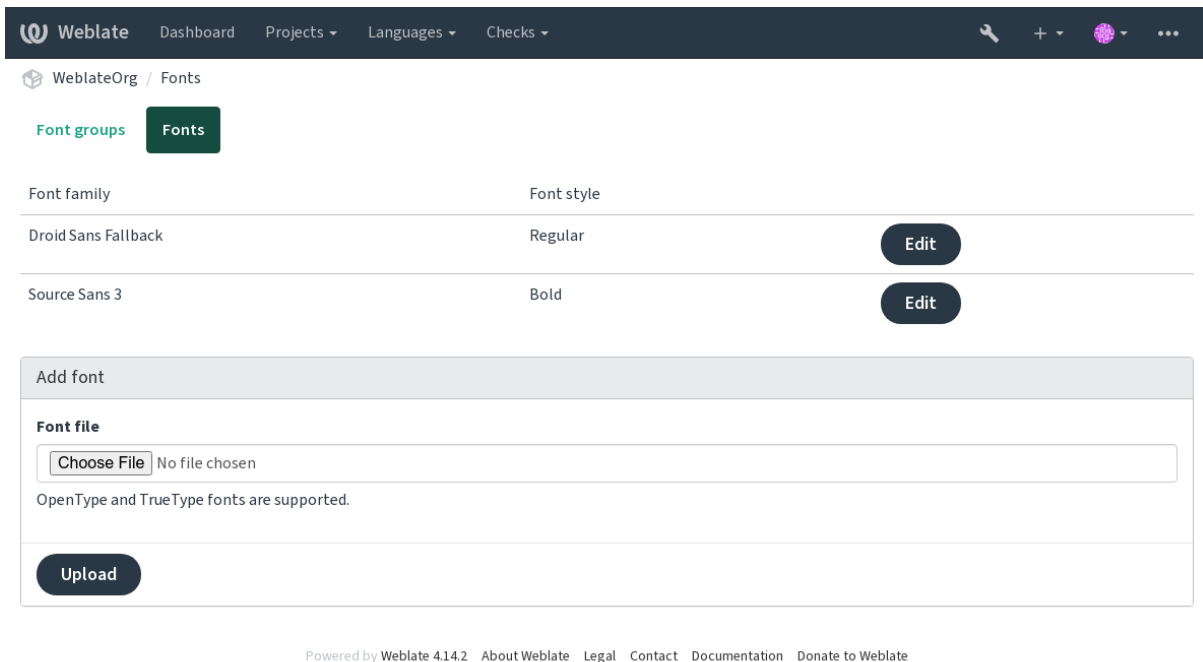 Weblate Dashboard Projects Languages Checks
WeblateOrg / Fonts
Font groups Fonts
Font family Font style
Droid Sans Fallback Regular Edit
Source Sans 3 Bold Edit
Add font
Font file
Choose File No file chosen
OpenType and TrueType fonts are supported.
Upload
Powered by Weblate 4.14.2 About Weblate Legal Contact Documentation Donate to Weblate